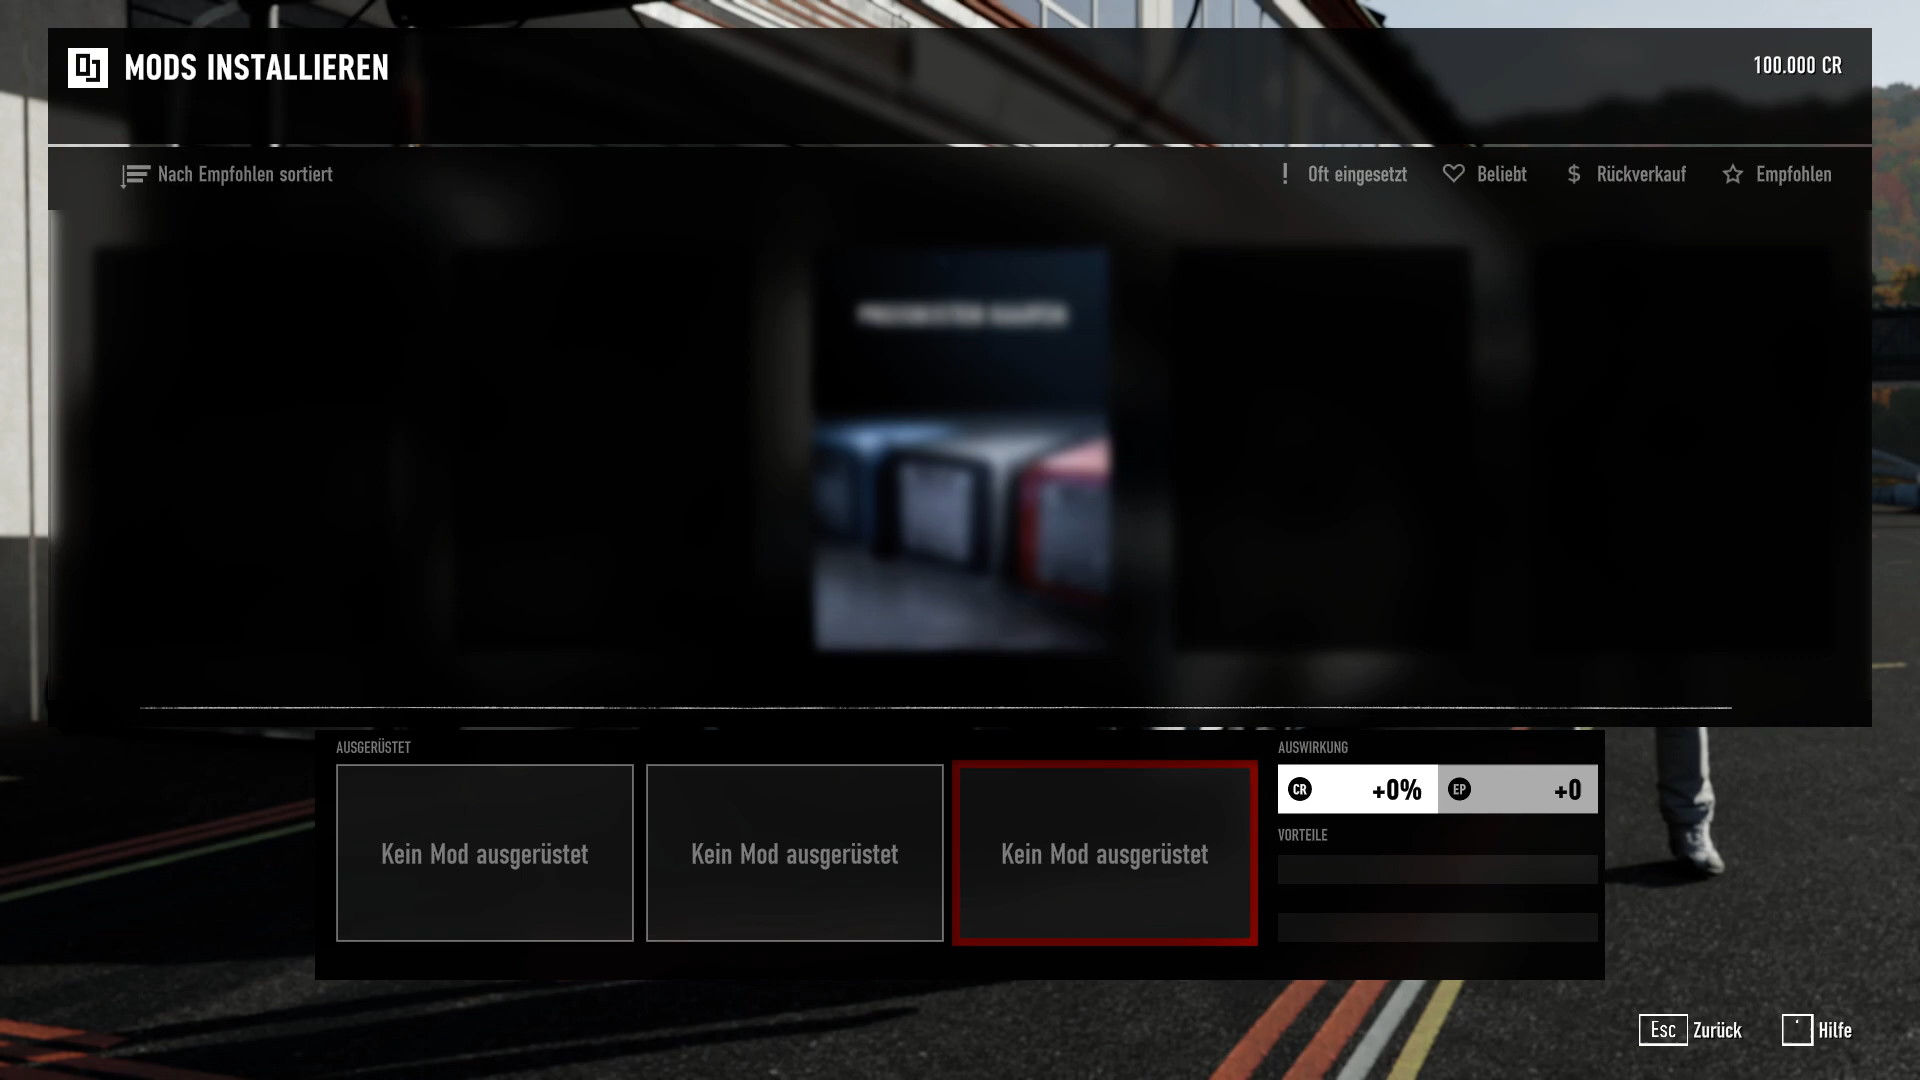 MODS INSTALLIEREN
100.000 CR
Nach Empfohlen sortiert
! Oft eingesetzt
Beliebt
$ Rückverkauf
Empfohlen
AUSGERÜSTET
Kein Mod ausgerüstet
Kein Mod ausgerüstet
Kein Mod ausgerüstet
AUSWIRKUNG
CR +0%
EP +0
VORTEILE
Esc Zurück
' Hilfe